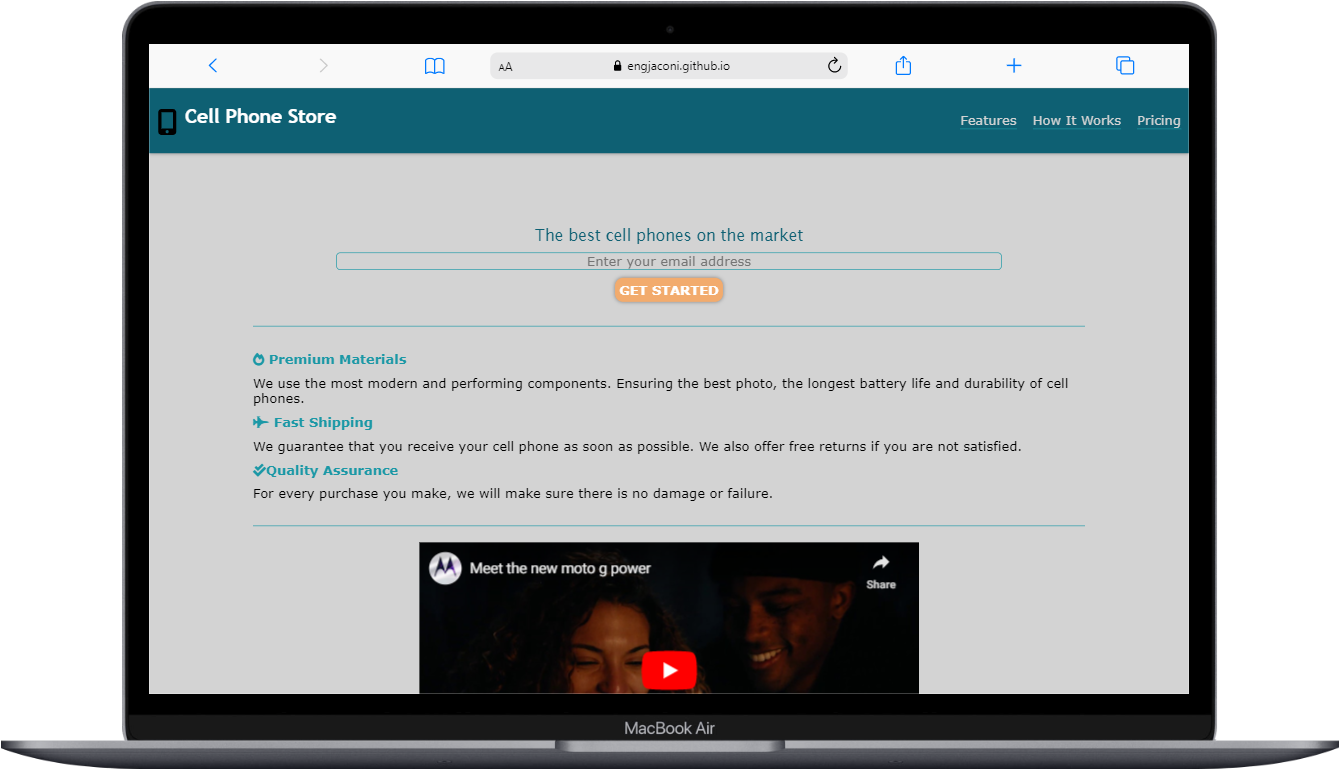 AA engjaconi.github.io
Cell Phone Store
Features How It Works Pricing
The best cell phones on the market
Enter your email address
GET STARTED
Premium Materials
We use the most modern and performing components. Ensuring the best photo, the longest battery life and durability of cell
phones.
Fast Shipping
We guarantee that you receive your cell phone as soon as possible. We also offer free returns if you are not satisfied.
Quality Assurance
For every purchase you make, we will make sure there is no damage or failure.
Meet the new moto g power
Share
MacBook Air